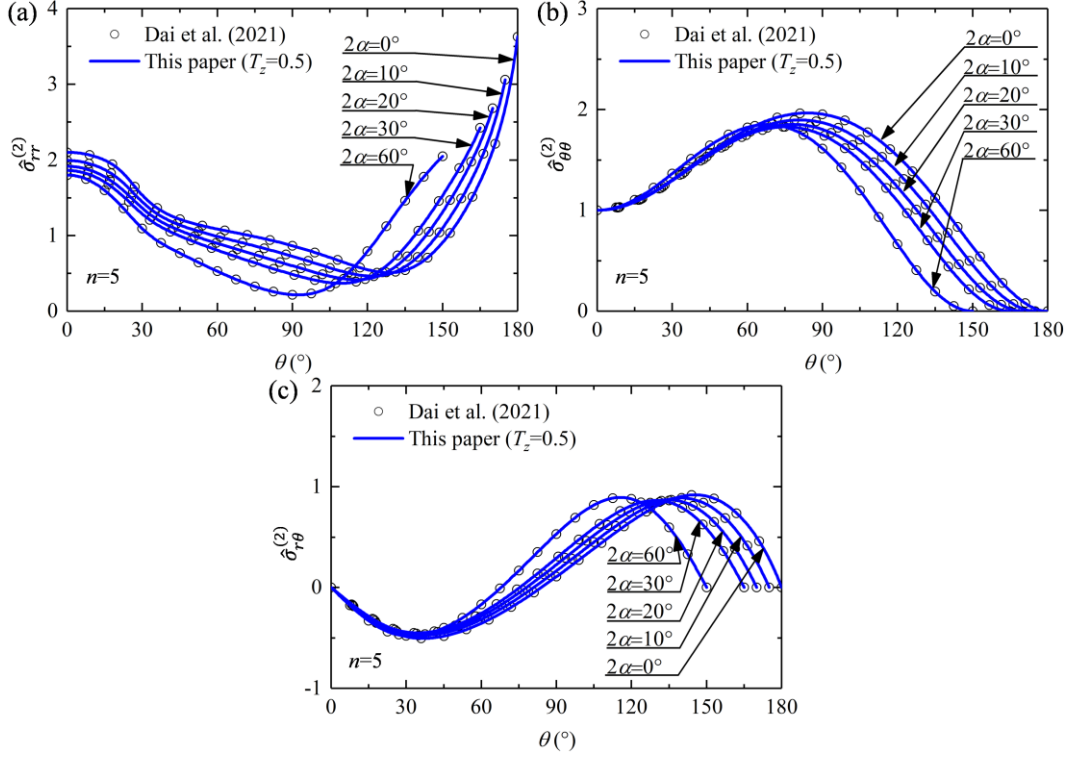 (a)
4
3
2
1
0
σ̂rr(2)
○ Dai et al. (2021)
This paper (Tz=0.5)
2α=0°
2α=10°
2α=20°
2α=30°
2α=60°
n=5
0 30 60 90 120 150 180
θ (°)
(b)
3
2
1
0
σ̂θθ(2)
○ Dai et al. (2021)
This paper (Tz=0.5)
2α=0°
2α=10°
2α=20°
2α=30°
2α=60°
n=5
0 30 60 90 120 150 180
θ (°)
(c)
2
1
0
-1
σ̂rθ(2)
○ Dai et al. (2021)
This paper (Tz=0.5)
2α=60°
2α=30°
2α=20°
2α=10°
2α=0°
n=5
0 30 60 90 120 150 180
θ (°)